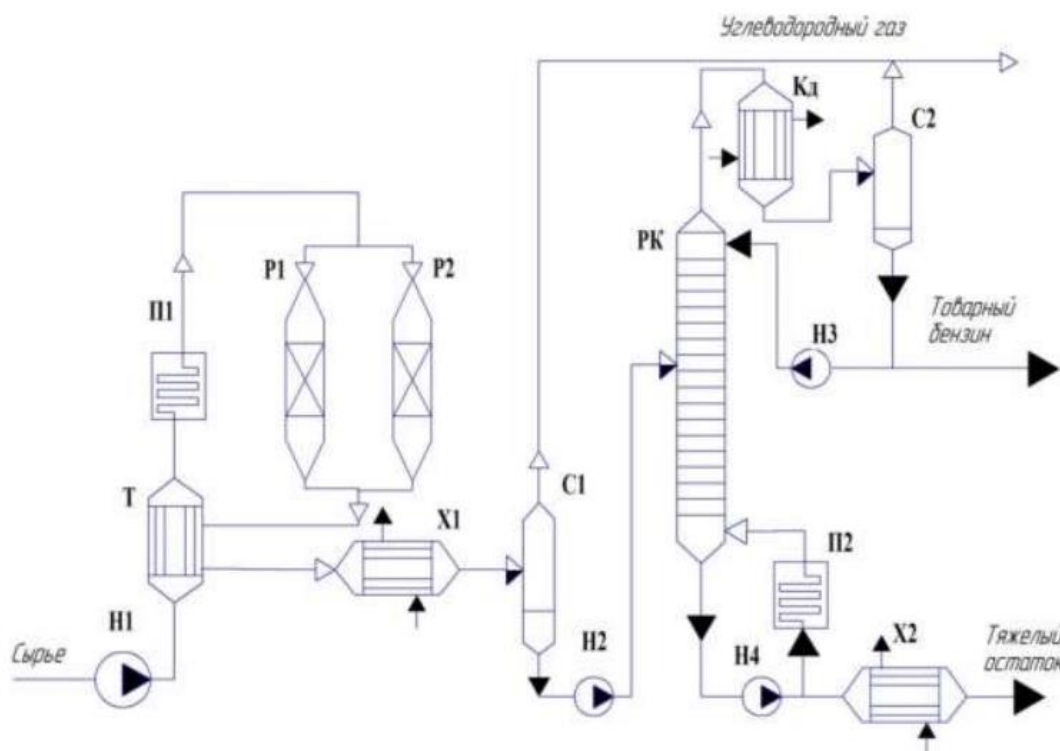 Углеводородный газ
Кд
С2
Р1
Р2
РК
П1
Товарный
бензин
Н3
Т
С1
Х1
П2
Н1
Н2
Н4
Х2
Сырье
Тяжелый
остаток